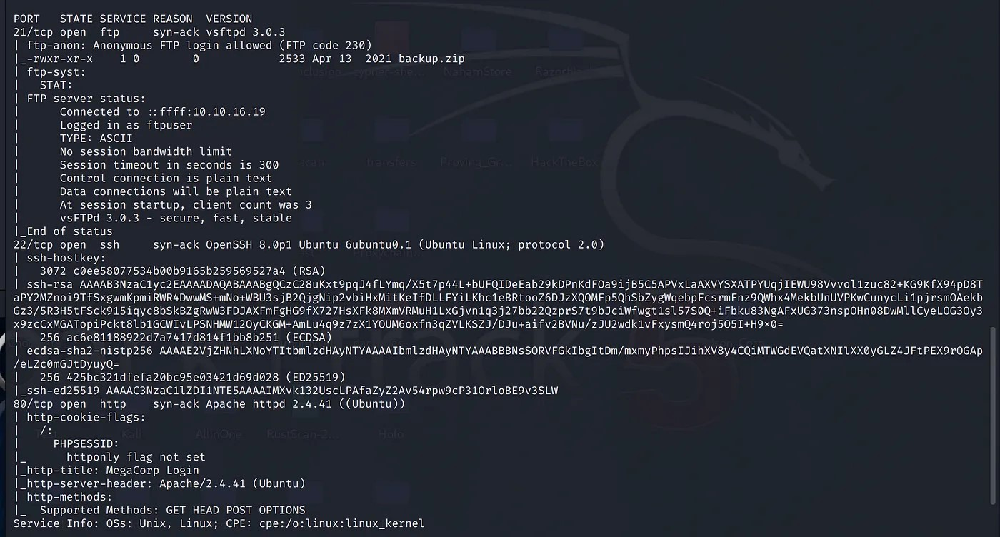 PORT   STATE SERVICE REASON  VERSION
21/tcp open  ftp     syn-ack vsftpd 3.0.3
| ftp-anon: Anonymous FTP login allowed (FTP code 230)
|_-rwxr-xr-x    1 0        0            2533 Apr 13  2021 backup.zip
| ftp-syst:
|   STAT:
| FTP server status:
|      Connected to ::ffff:10.10.16.19
|      Logged in as ftpuser
|      TYPE: ASCII
|      No session bandwidth limit
|      Session timeout in seconds is 300
|      Control connection is plain text
|      Data connections will be plain text
|      At session startup, client count was 3
|      vsFTPd 3.0.3 - secure, fast, stable
|_End of status
22/tcp open  ssh     syn-ack OpenSSH 8.0p1 Ubuntu 6ubuntu0.1 (Ubuntu Linux; protocol 2.0)
| ssh-hostkey:
|   3072 c0ee58077534b00b9165b259569527a4 (RSA)
| ssh-rsa AAAAB3NzaC1yc2EAAAADAQABAAABgQCzC28uKxt9pqJ4fLYmq/X5t7p44L+bUFQIDeEab29kDPnKdFOa9ijB5C5APVxLaAXVYSXATPYUqjIEWU98Vvvol1zuc82+KG9KfX94pD8T
aPY2MZnoi9TfSxgwmKpmiRWR4DwwMS+mNo+WBU3sjB2QjgNip2vbiHxMitKeIfDLLFYiLKhc1eBRtooZ6DJzXQOMFp5QhSbZygWqebpFcsrmFnz9QWhx4MekbUnUVPKwCunycLi1pjrsmOAekb
Gz3/5R3H5tFSck915iqyc8bSkBZgRwW3FDJAXFmFgHG9fX727HsXFk8MXmVRMuH1LxGjvn1q3j27bb22QzprS7t9bJciWfwgt1sl57S0Q+iFbku83NgAFxUG373nspOHn08DwMllCyeLOG3Oy3
x9zcCxMGATopiPckt8lb1GCWIvLPSNHMW12OyCKGM+AmLu4q9z7zX1YOUM6oxfn3qZVLKSZJ/DJu+aifv2BVNu/zJU2wdk1vFxysmQ4roj5O5I+H9×0=
|   256 ac6e81188922d7a7417d814f1bb8b251 (ECDSA)
| ecdsa-sha2-nistp256 AAAAE2VjZHNhLXNoYTItbmlzdHAyNTYAAAAIbmlzdHAyNTYAAABBBNsSORVFGkIbgItDm/mxmyPhpsIJihXV8y4CQiMTWGdEVQatXNIlXX0yGLZ4JFtPEX9rOGAp
/eLZc0mGJtDyuyQ=
|   256 425bc321dfefa20bc95e03421d69d028 (ED25519)
|_ssh-ed25519 AAAAC3NzaC1lZDI1NTE5AAAAIMXvk132UscLPAfaZyZ2Av54rpw9cP31OrloBE9v3SLW
80/tcp open  http    syn-ack Apache httpd 2.4.41 ((Ubuntu))
| http-cookie-flags:
|   /:
|     PHPSESSID:
|_      httponly flag not set
|_http-title: MegaCorp Login
|_http-server-header: Apache/2.4.41 (Ubuntu)
| http-methods:
|_  Supported Methods: GET HEAD POST OPTIONS
Service Info: OSs: Unix, Linux; CPE: cpe:/o:linux:linux_kernel